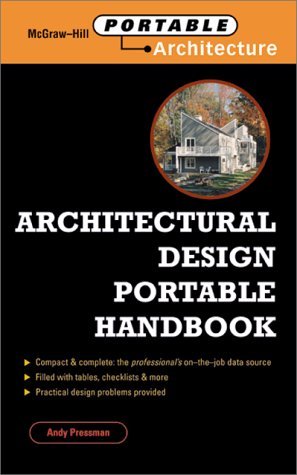 McGraw–Hill PORTABLE
Architecture
ARCHITECTURAL
DESIGN
PORTABLE
HANDBOOK
Compact & complete: the professional's on–the–job data source
Filled with tables, checklists & more
Practical design problems provided
Andy Pressman